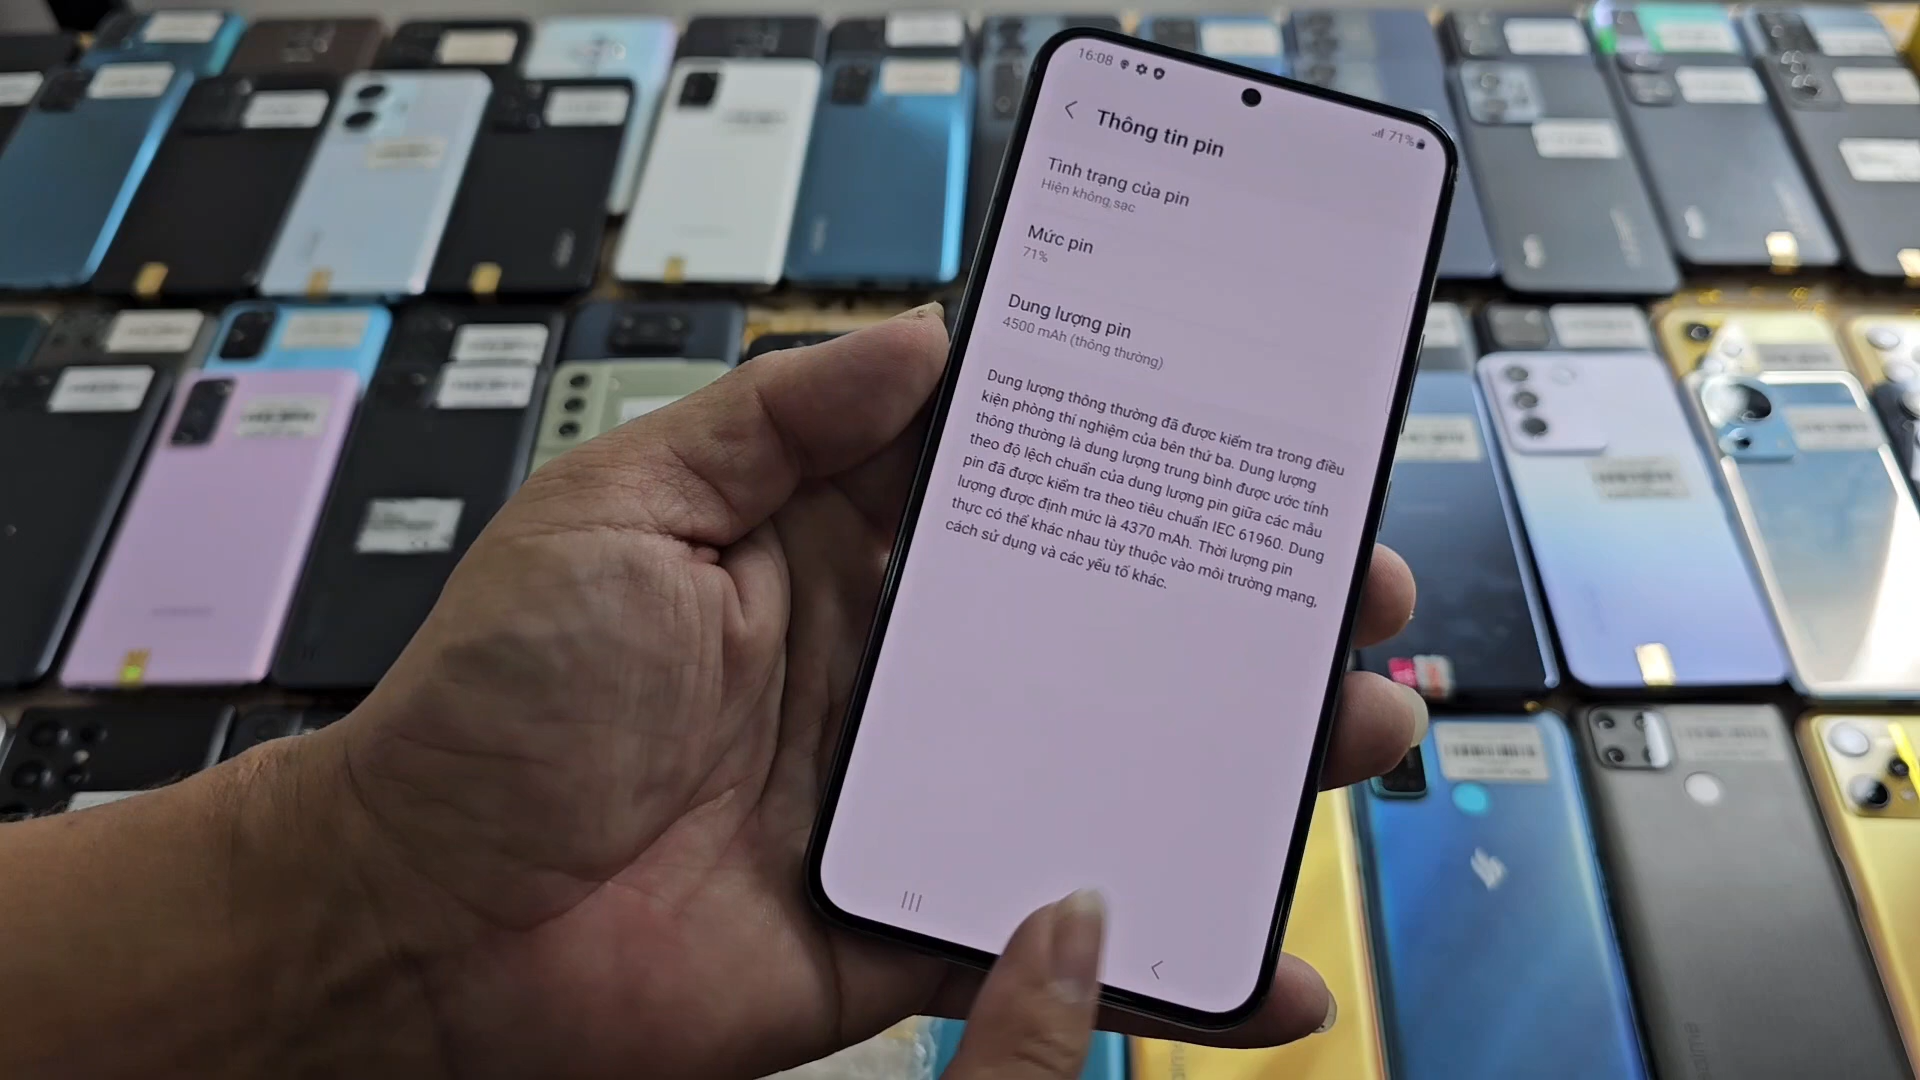 16:08
71%
Thông tin pin
Tình trạng của pin
Hiện không sạc
Mức pin
71%
Dung lượng pin
4500 mAh (thông thường)
Dung lượng thông thường đã được kiểm tra trong điều
kiện phòng thí nghiệm của bên thứ ba. Dung lượng
thông thường là dung lượng trung bình được ước tính
theo độ lệch chuẩn của dung lượng pin giữa các mẫu
pin đã được kiểm tra theo tiêu chuẩn IEC 61960. Dung
lượng được định mức là 4370 mAh. Thời lượng pin
thực có thể khác nhau tùy thuộc vào môi trường mạng,
cách sử dụng và các yếu tố khác.